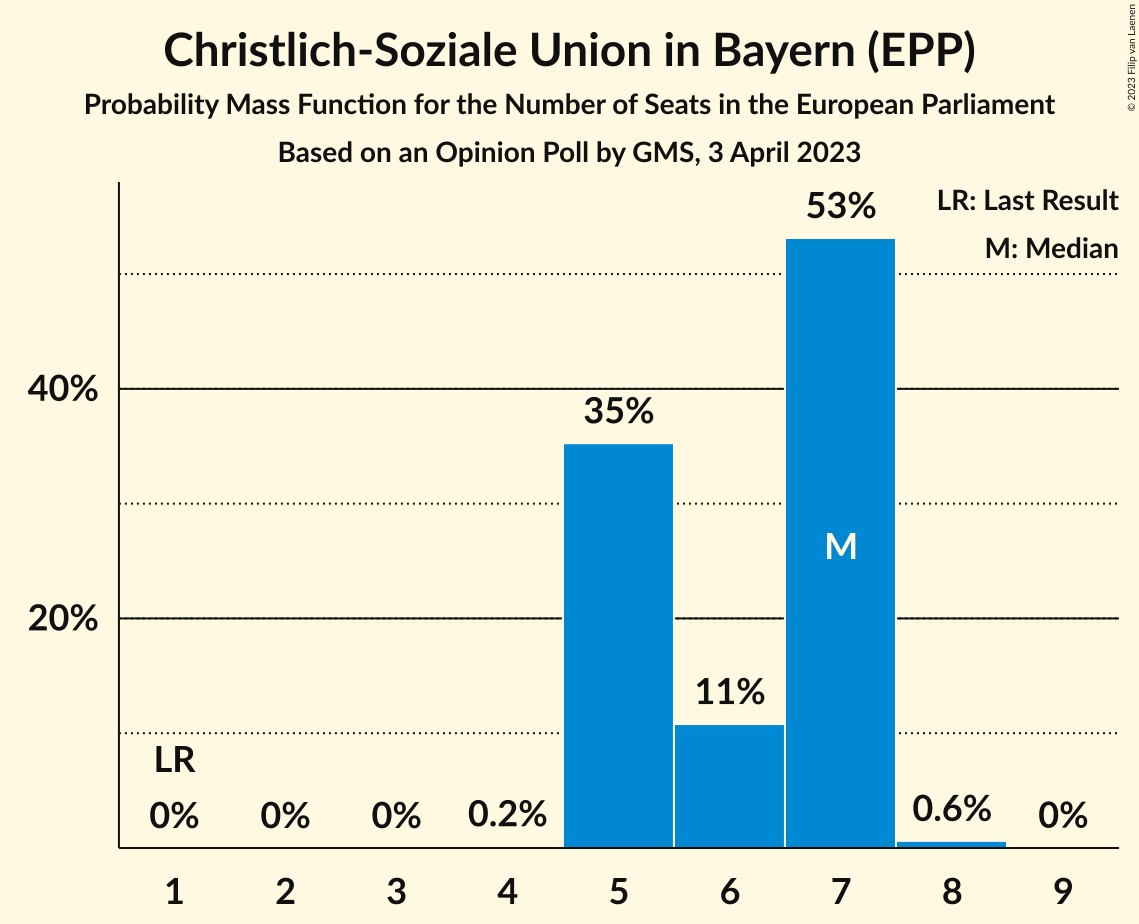 Christlich-Soziale Union in Bayern (EPP)
Probability Mass Function for the Number of Seats in the European Parliament
Based on an Opinion Poll by GMS, 3 April 2023
© 2023 Filip van Laenen
LR: Last Result
M: Median
53%
40%
35%
M
20%
11%
LR
0%
0%
0%
0.2%
0.6%
0%
1 2 3 4 5 6 7 8 9